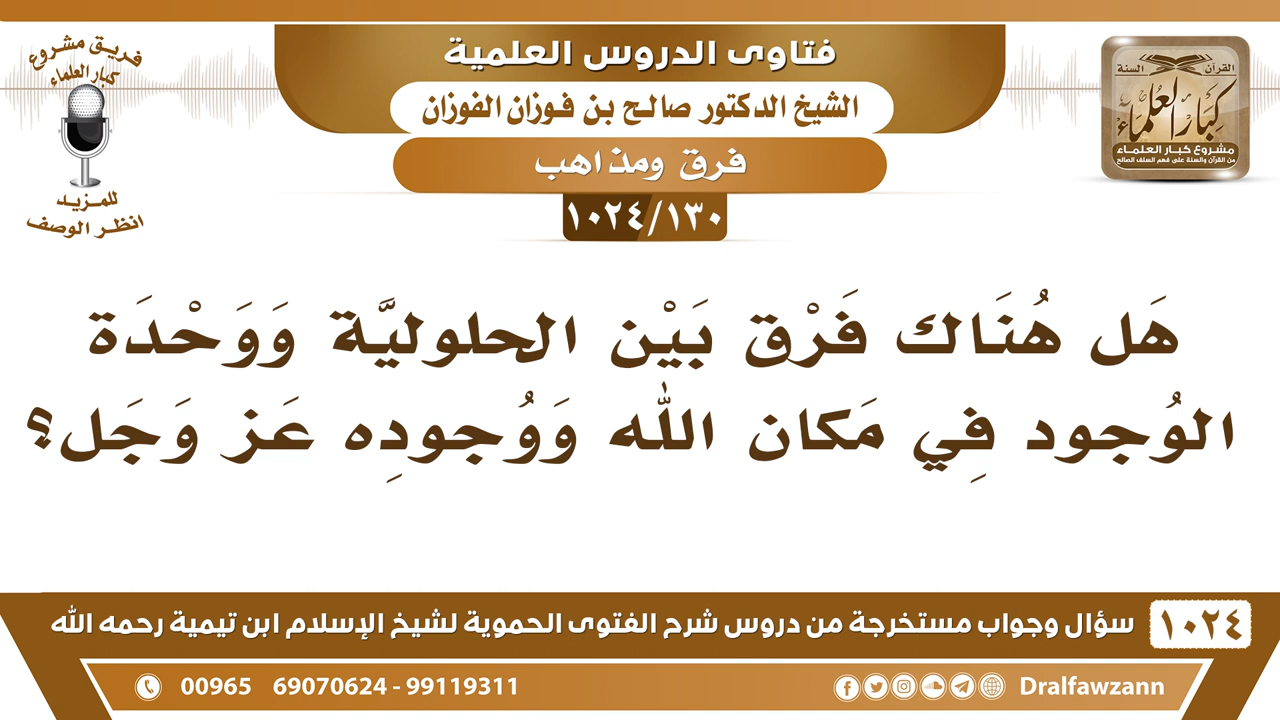 فتاوى الدروس العلمية
الشيخ الدكتور صالح بن فوزان الفوزان
فرق ومذاهب
١٠٢٤/١٣٠
فريق مشروع
كبار العلماء
للمزيد
انظر الوصف
القرآن السنة
كبار العلماء
مشروع كبار العلماء
من القرآن والسنة على فهم السلف الصالح
هَل هُنَاك فَرْق بَيْن الحلوليَّة وَوَحْدَة
الوُجود فِي مَكان اللّٰه وَوُجودِه عَز وَجَل؟
١٠٢٤ سؤال وجواب مستخرجة من دروس شرح الفتوى الحموية لشيخ الإسلام ابن تيمية رحمه الله
00965 69070624 - 99119311
Dralfawzann